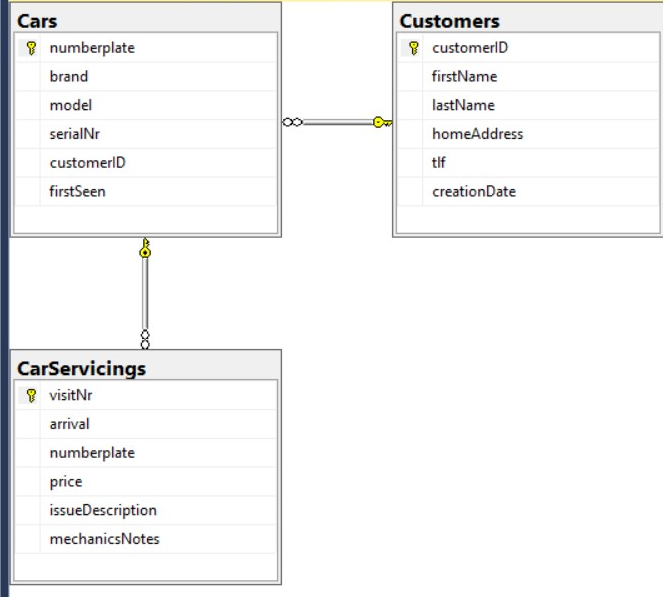 Cars
numberplate
brand
model
serialNr
customerID
firstSeen
Customers
customerID
firstName
lastName
homeAddress
tlf
creationDate
CarServicings
visitNr
arrival
numberplate
price
issueDescription
mechanicsNotes